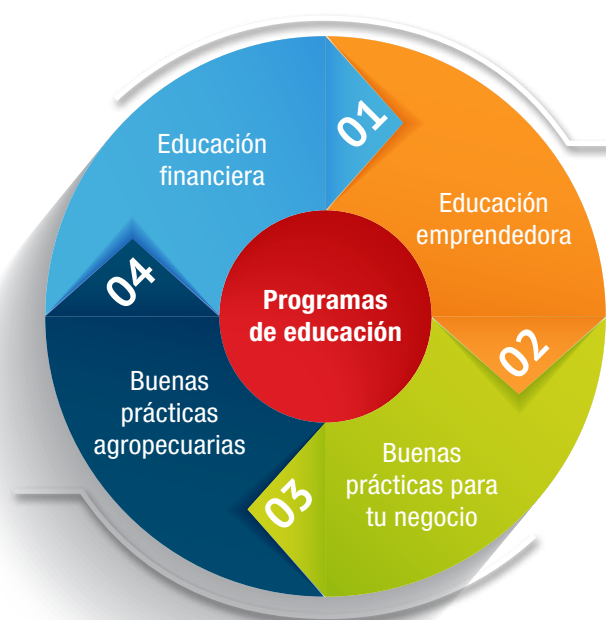 01
Educación
financiera
Educación
emprendedora
04
Programas
de educación
02
Buenas
prácticas
agropecuarias
Buenas
prácticas para
tu negocio
03